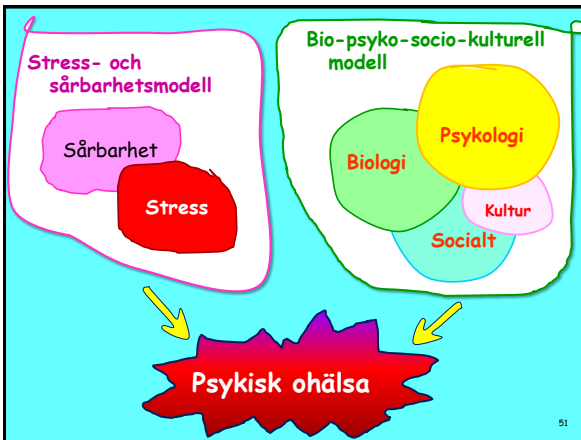 Stress- och
sårbarhetsmodell
Sårbarhet
Stress
Bio-psyko-socio-kulturell
modell
Psykologi
Biologi
Kultur
Socialt
Psykisk ohälsa
51